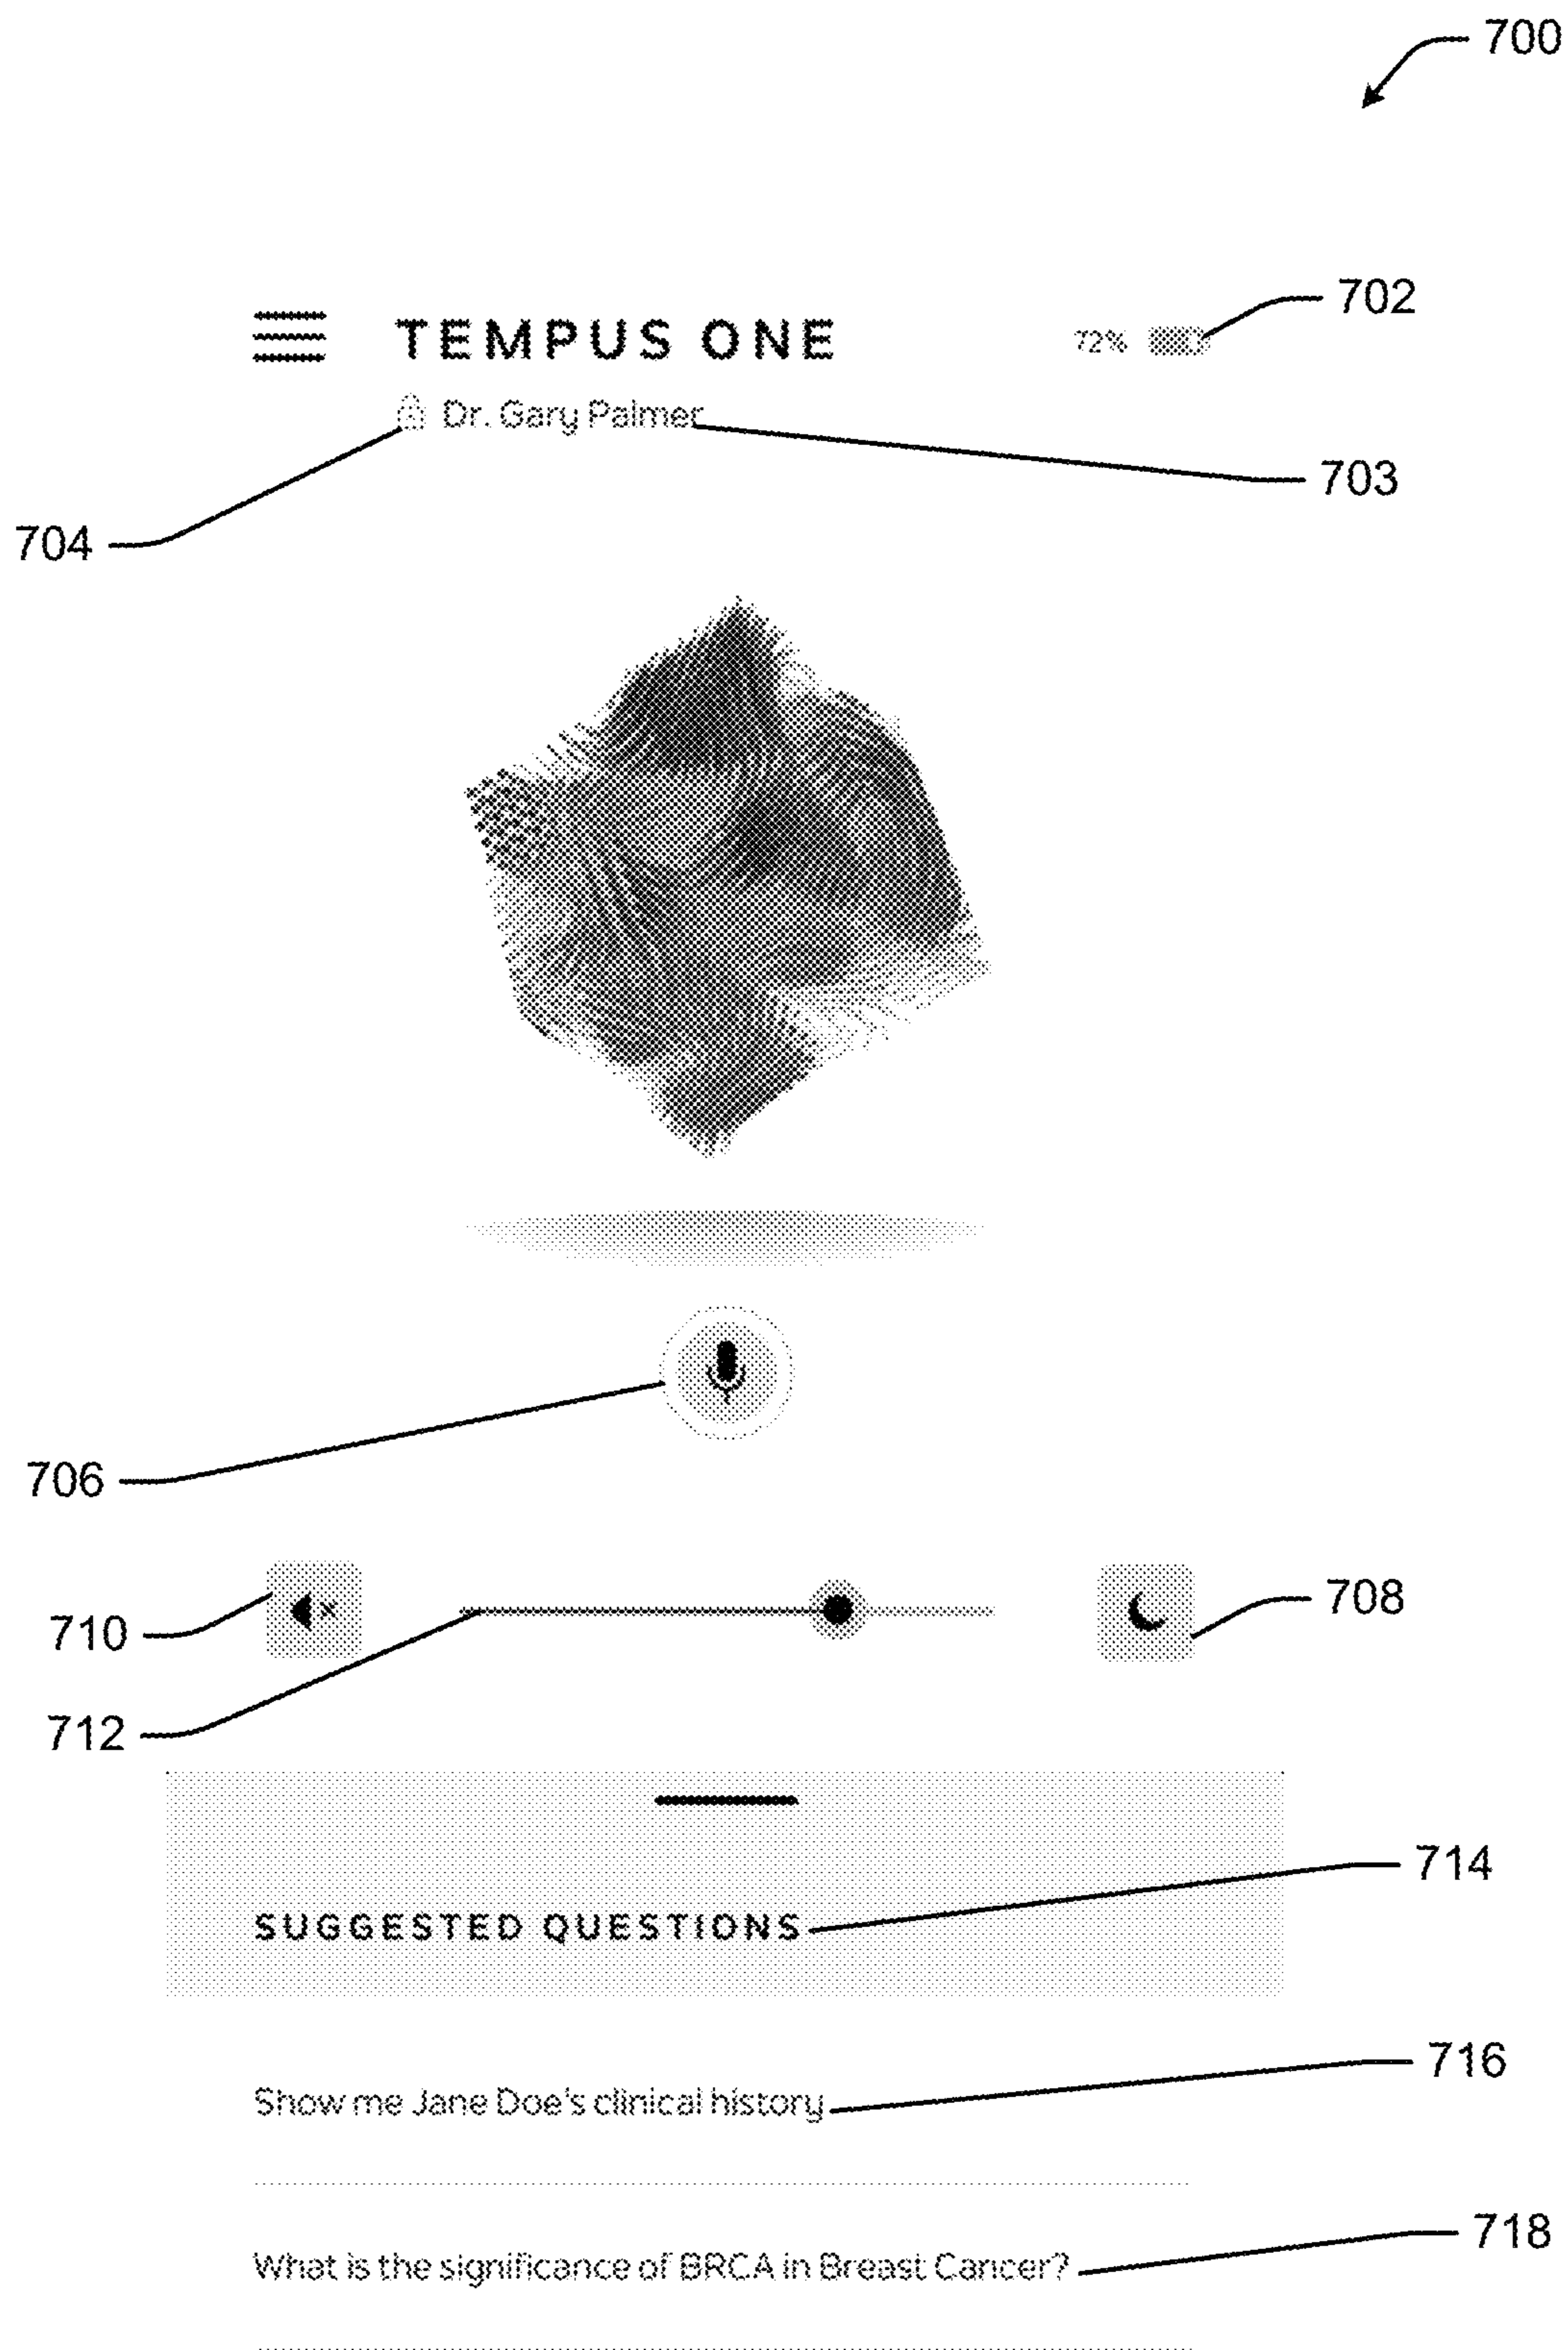 700
TEMPUS ONE
72%
702
Dr. Gary Palmer
703
704
706
710
708
712
714
SUGGESTED QUESTIONS
716
Show me Jane Doe's clinical history
718
What is the significance of BRCA in Breast Cancer?